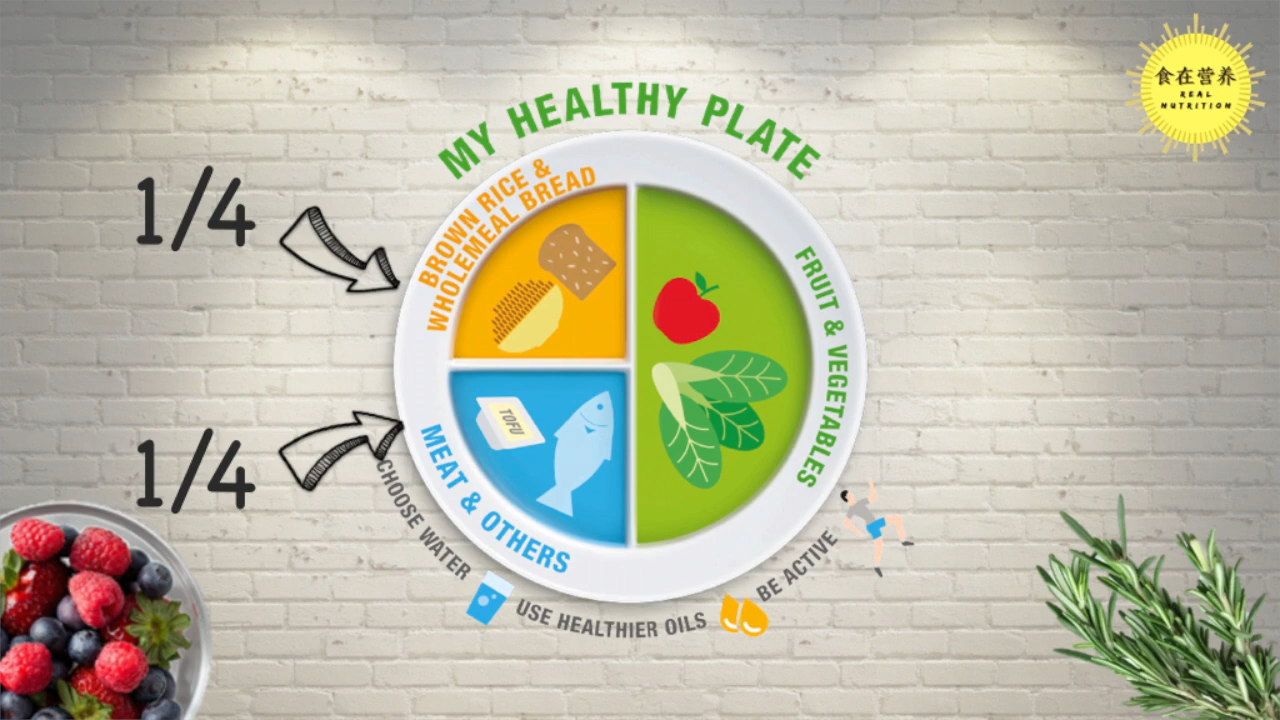 食在营养
REAL
NUTRITION
MY HEALTHY PLATE
1/4
BROWN RICE &
WHOLEMEAL BREAD
FRUIT & VEGETABLES
TOFU
1/4
MEAT & OTHERS
CHOOSE WATER
USE HEALTHIER OILS
BE ACTIVE